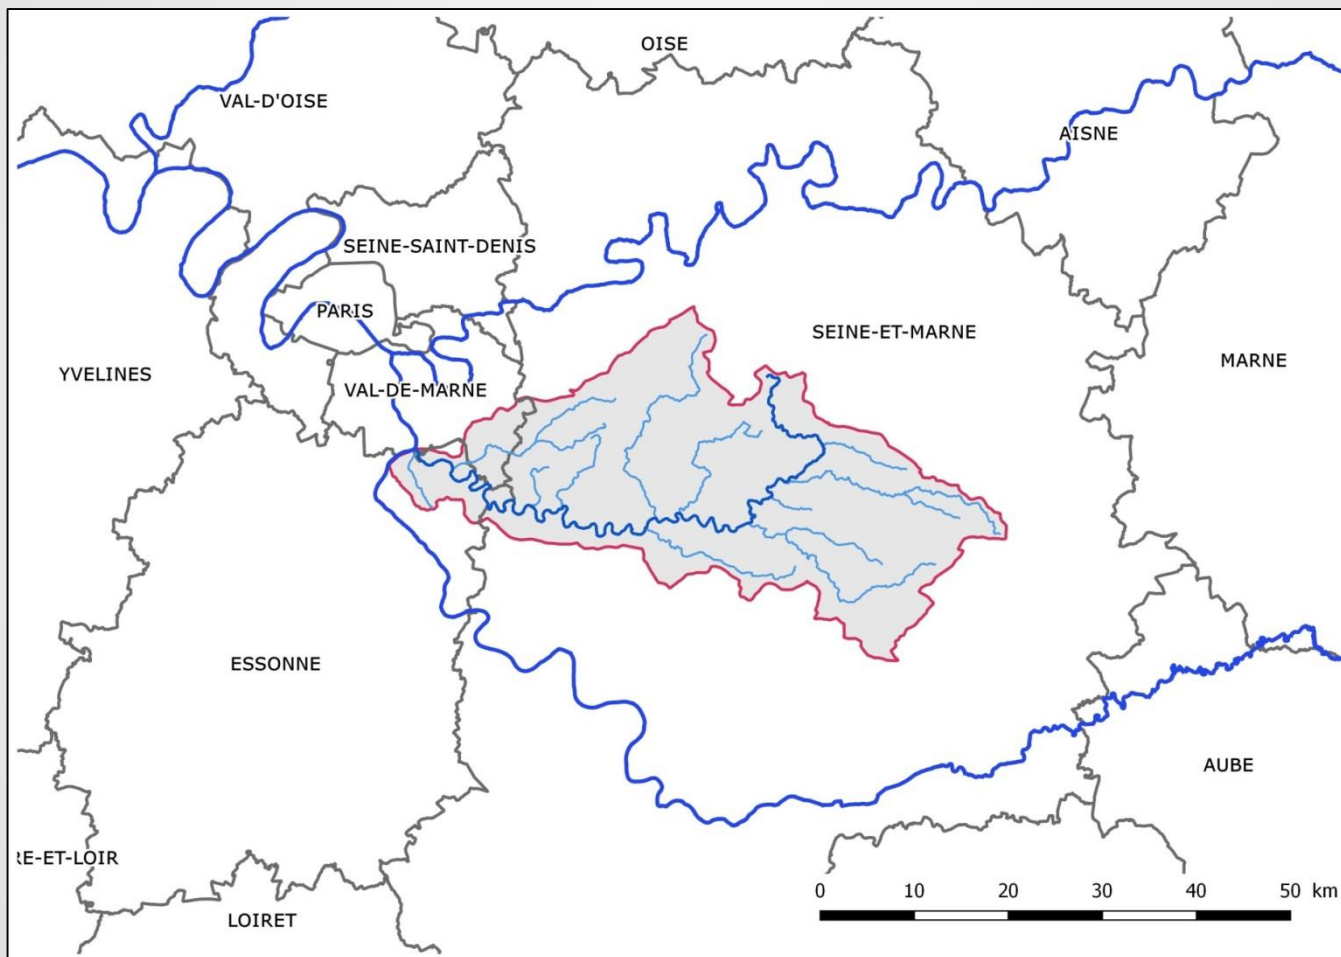 OISE
VAL-D'OISE
AISNE
SEINE-SAINT-DENIS
PARIS
SEINE-ET-MARNE
MARNE
YVELINES
VAL-DE-MARNE
ESSONNE
AUBE
RE-ET-LOIR
LOIRET
0 10 20 30 40 50 km